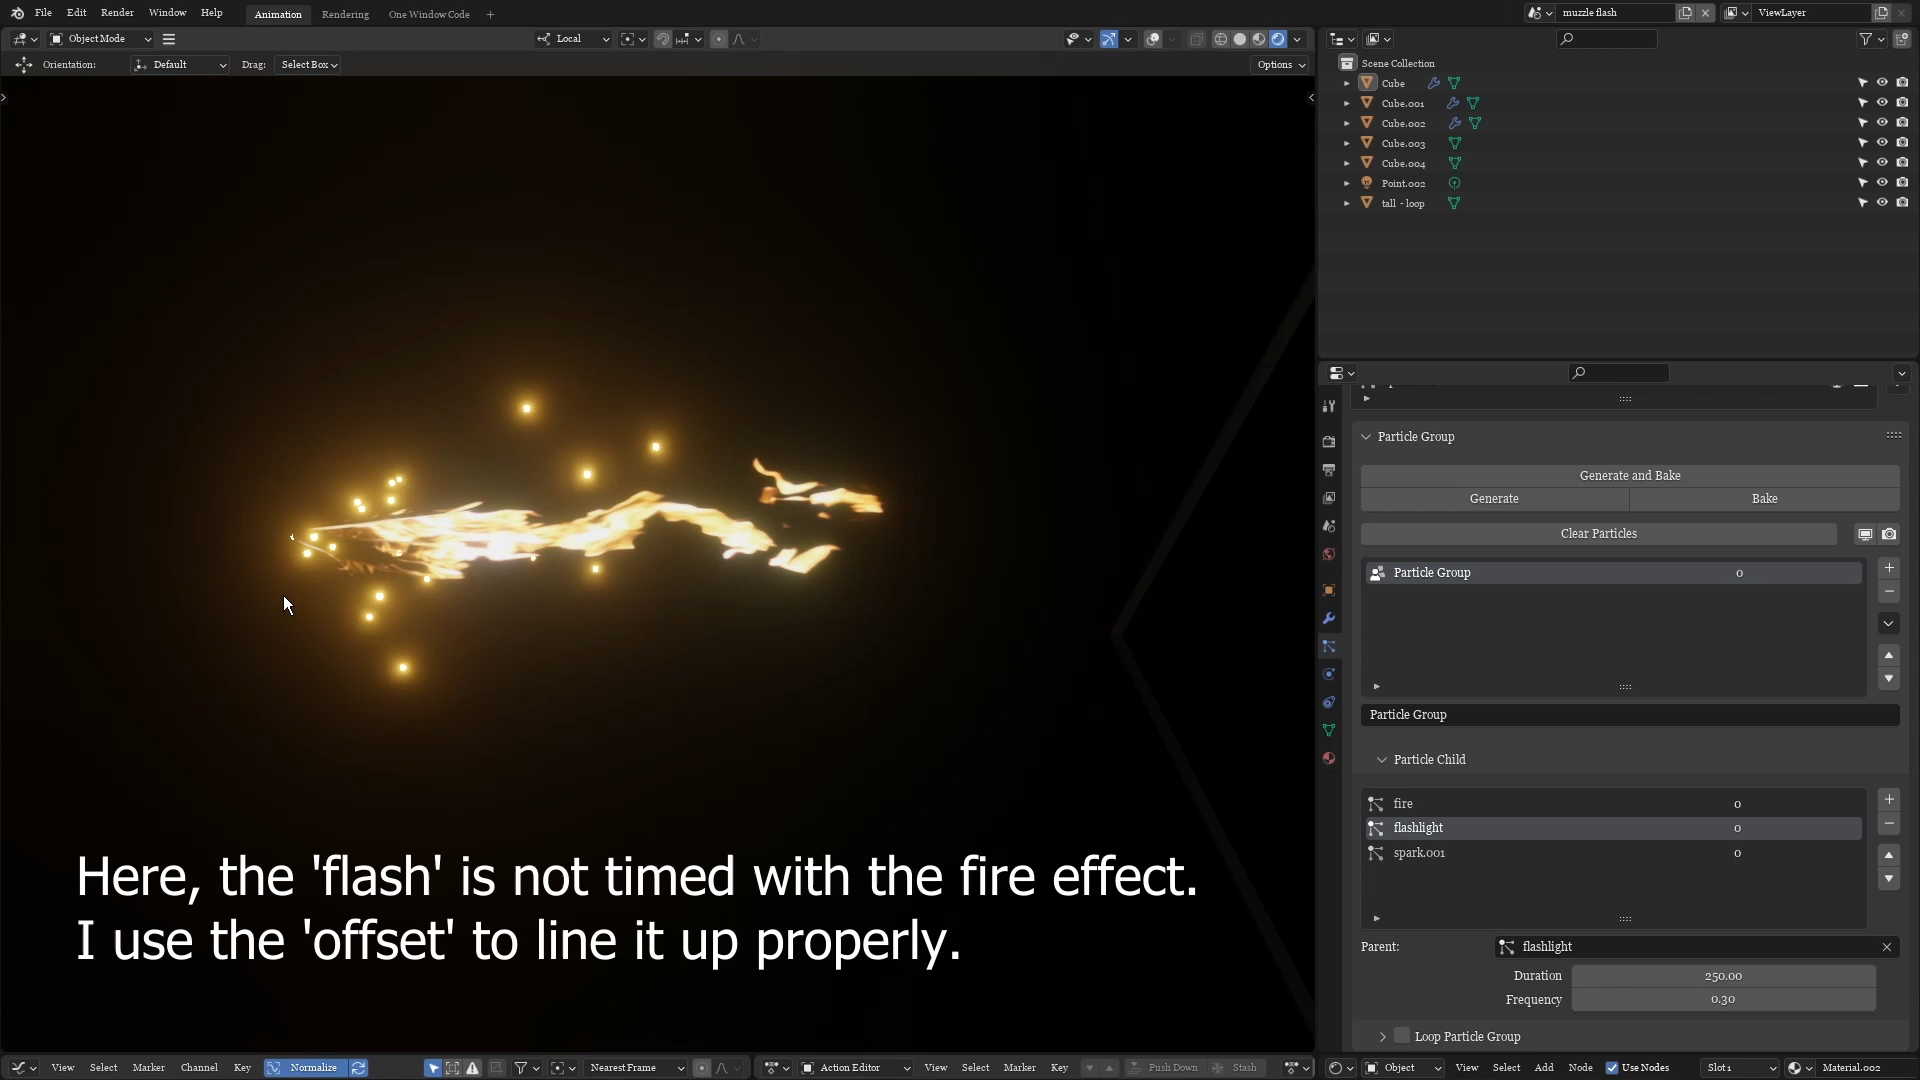 File Edit Render Window Help Animation Rendering One Window Code + muzzle flash ViewLayer
Object Mode Local
Orientation: Default Drag: Select Box Options
Scene Collection
Cube
Cube.001
Cube.002
Cube.003
Cube.004
Point.002
tall - loop
Particle Group
Generate and Bake
Generate Bake
Clear Particles
Particle Group 0
Particle Group
Particle Child
fire 0
flashlight 0
spark.001 0
Parent: flashlight
Duration 250.00
Frequency 0.30
Loop Particle Group
Here, the 'flash' is not timed with the fire effect.
I use the 'offset' to line it up properly.
View Select Marker Channel Key Normalize Nearest Frame Action Editor View Select Marker Key Push Down Stash Object View Select Add Node Use Nodes Slot 1 Material.002